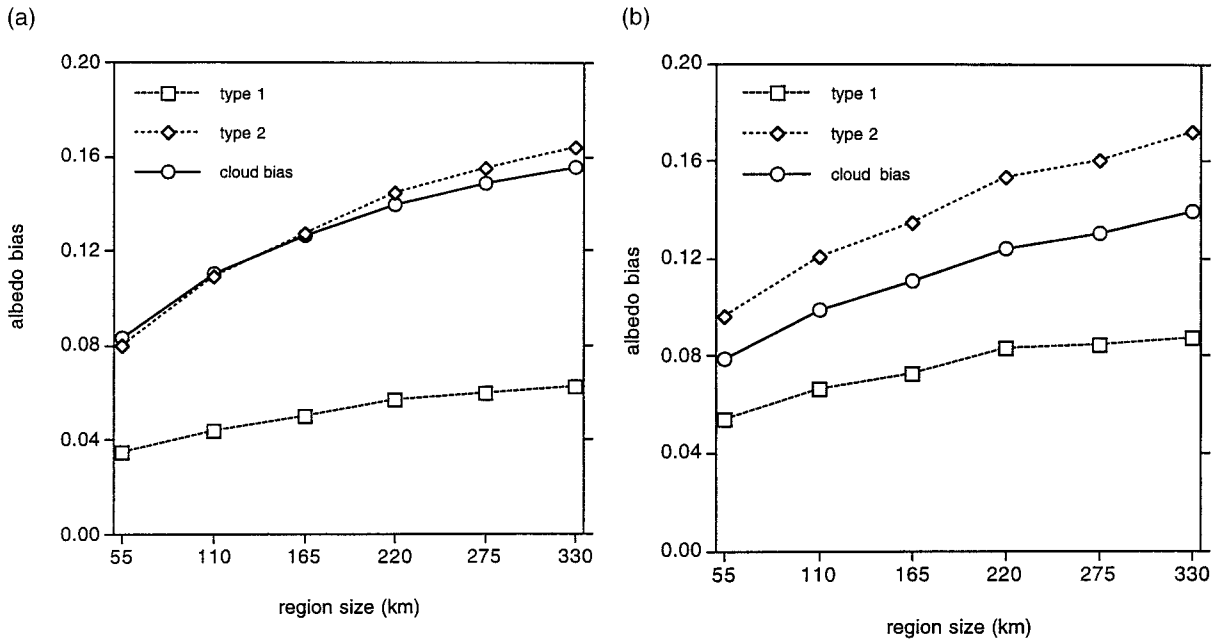 (a)
0.20
0.16
0.12
0.08
0.04
0.00
albedo bias
type 1
type 2
cloud bias
55 110 165 220 275 330
region size (km)
(b)
0.20
0.16
0.12
0.08
0.04
0.00
albedo bias
type 1
type 2
cloud bias
55 110 165 220 275 330
region size (km)